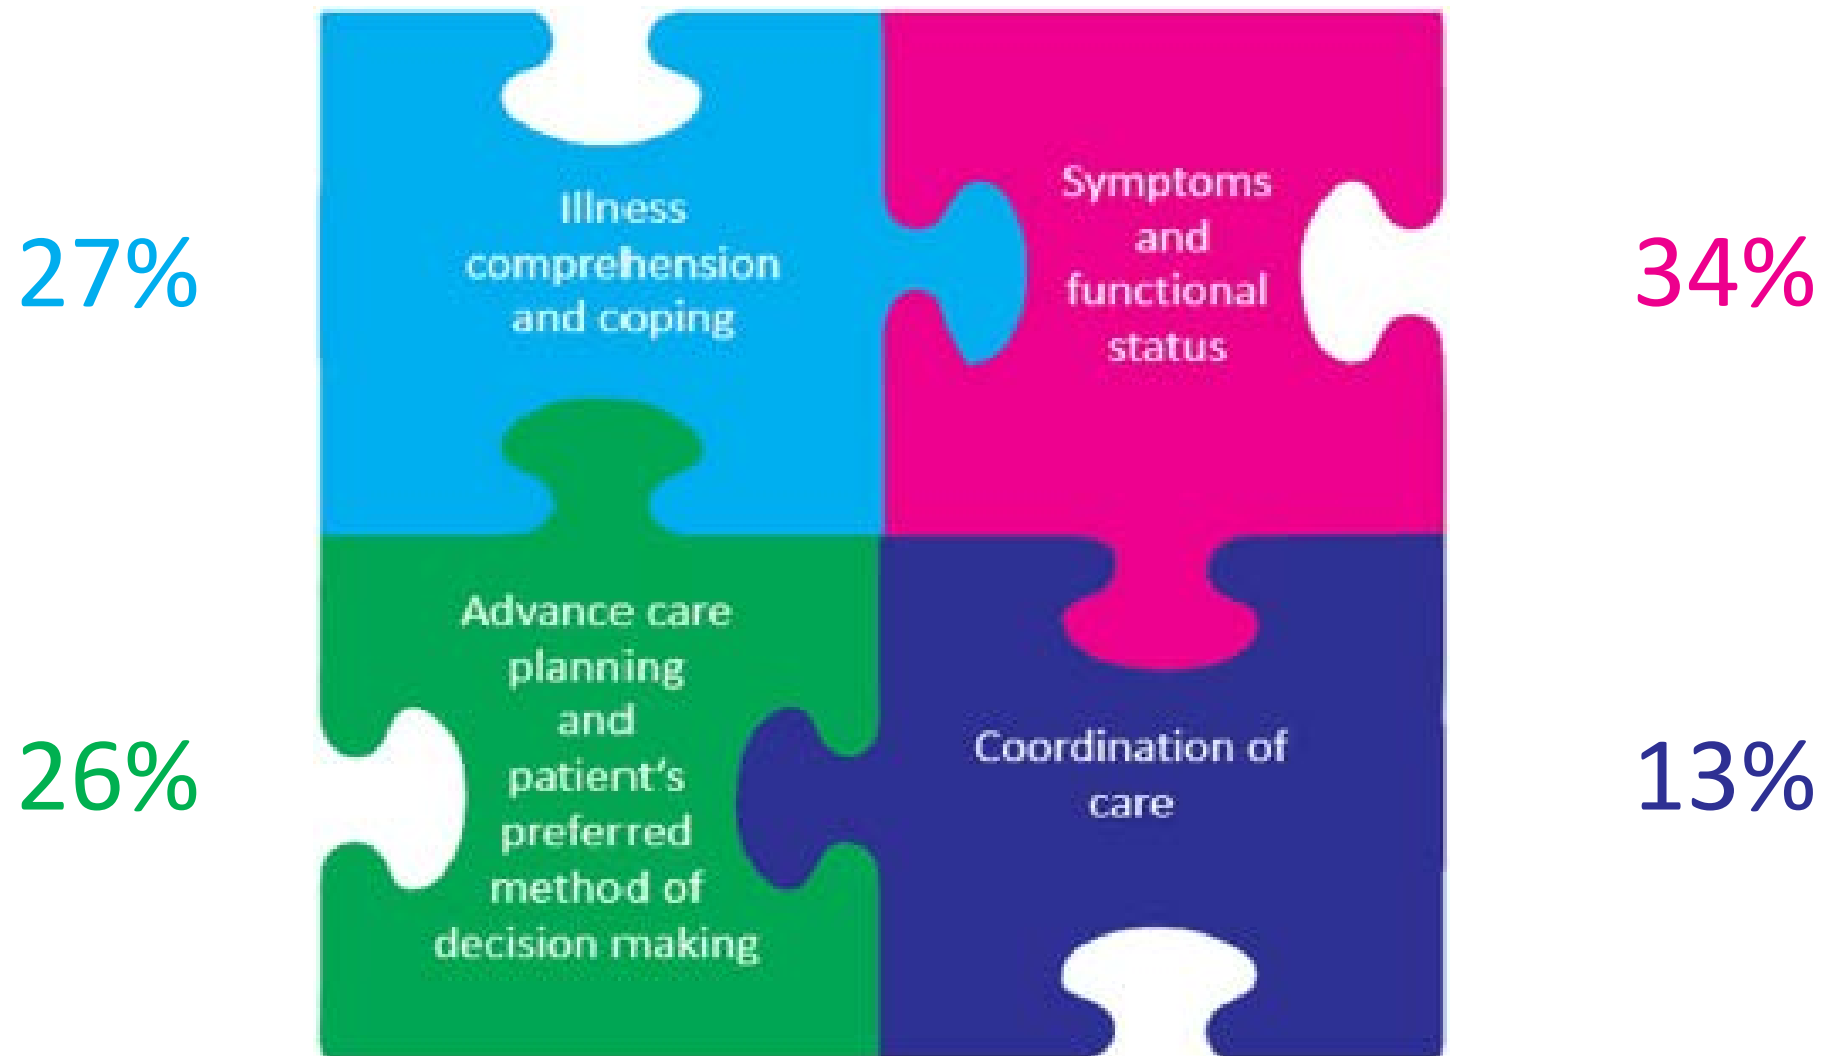 27%
Illness
comprehension
and coping
Symptoms
and
functional
status
34%
26%
Advance care
planning
and
patient's
preferred
method of
decision making
Coordination of
care
13%